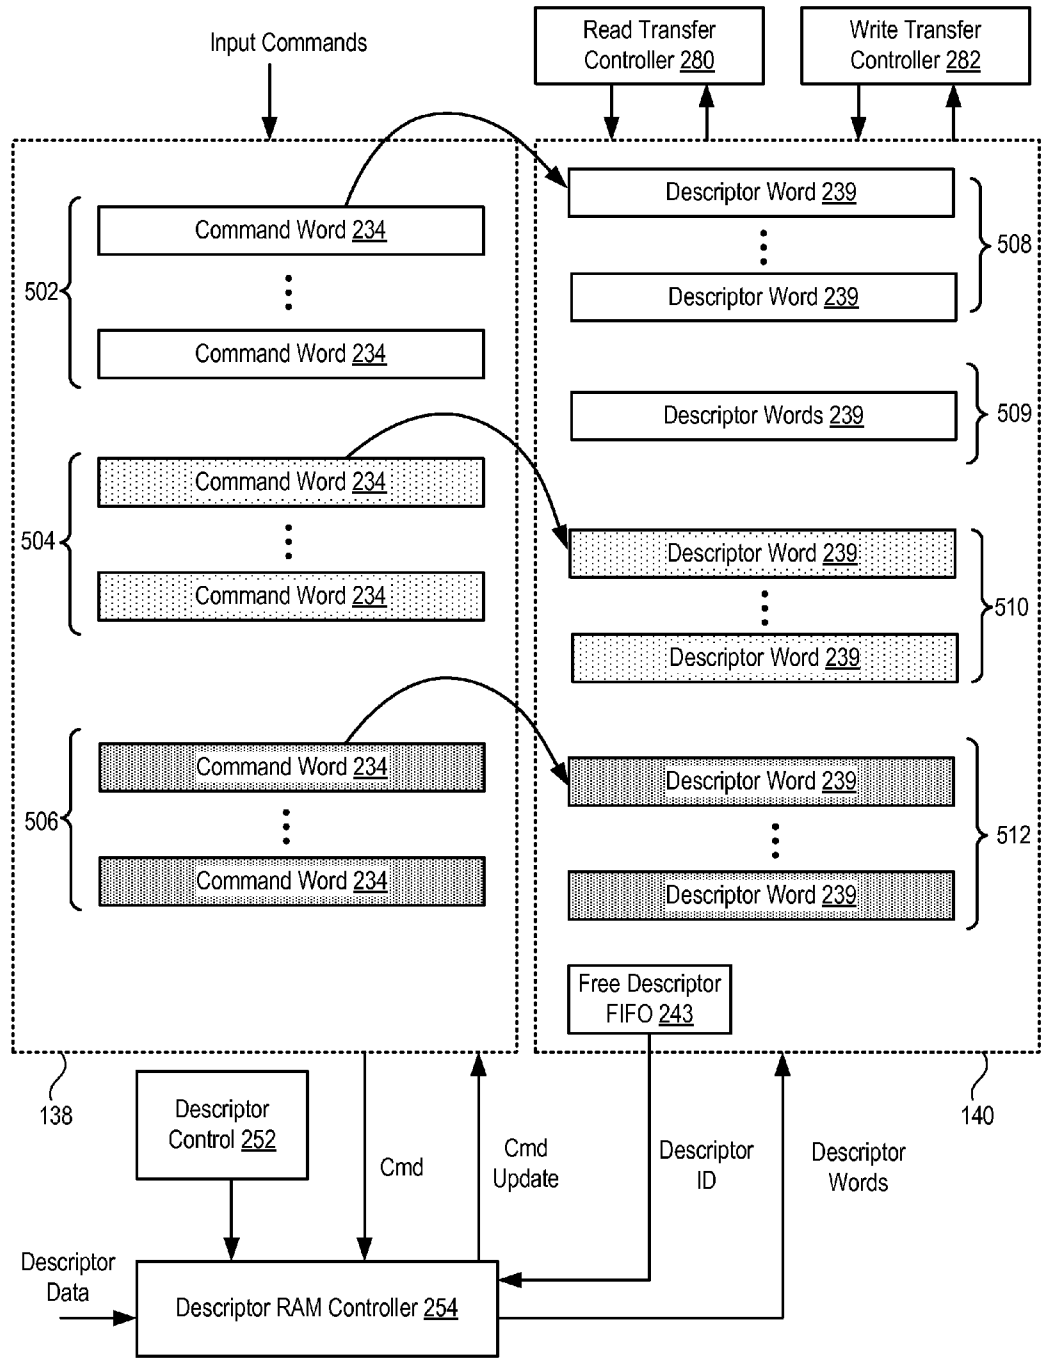 Input Commands
Read Transfer
Controller 280
Write Transfer
Controller 282
502
Command Word 234
Command Word 234
504
Command Word 234
Command Word 234
506
Command Word 234
Command Word 234
Descriptor Word 239
Descriptor Word 239
508
Descriptor Words 239
509
Descriptor Word 239
Descriptor Word 239
510
Descriptor Word 239
Descriptor Word 239
512
Free Descriptor
FIFO 243
138
140
Descriptor
Control 252
Cmd
Cmd
Update
Descriptor
ID
Descriptor
Words
Descriptor
Data
Descriptor RAM Controller 254